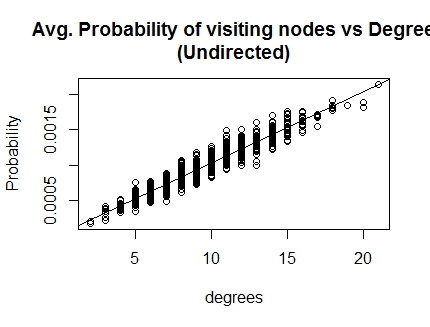 Avg. Probability of visiting nodes vs Degree
(Undirected)
Probability
0.0015
0.0005
5 10 15 20
degrees